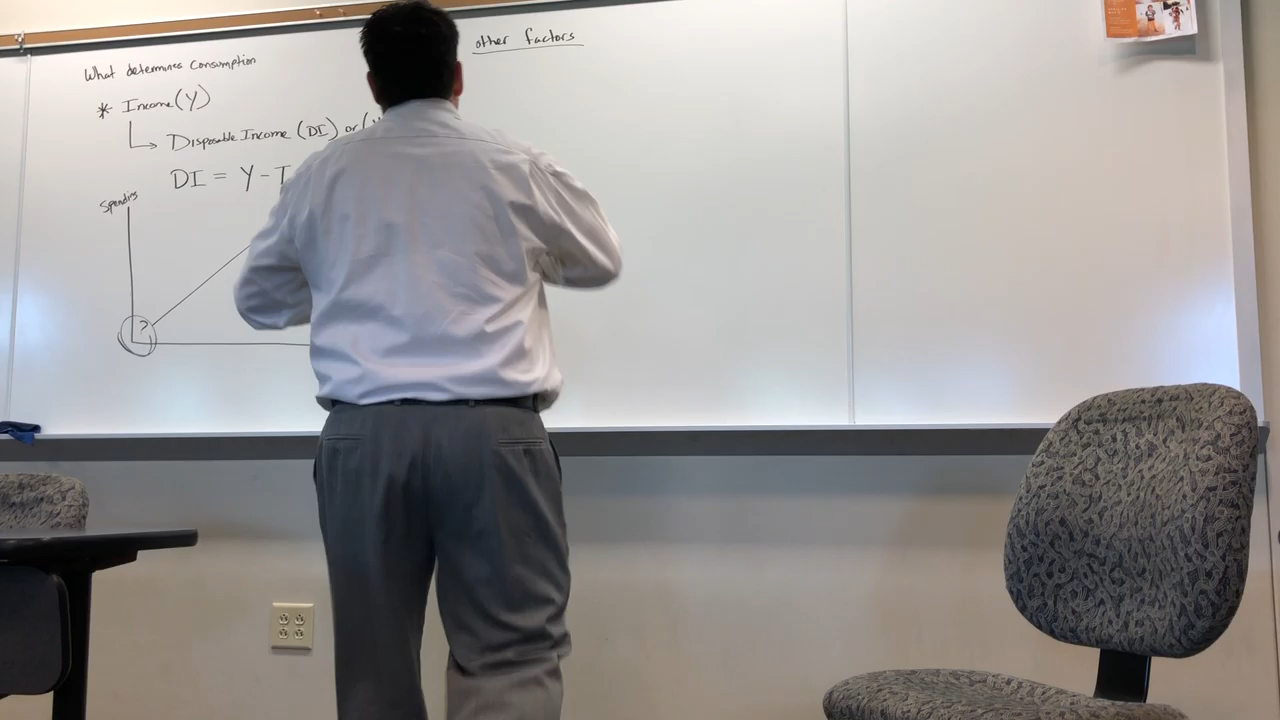 What determines Consumption
* Income (Y)
Disposable Income (DI) or (
DI = Y - T
Spending
?
other factors